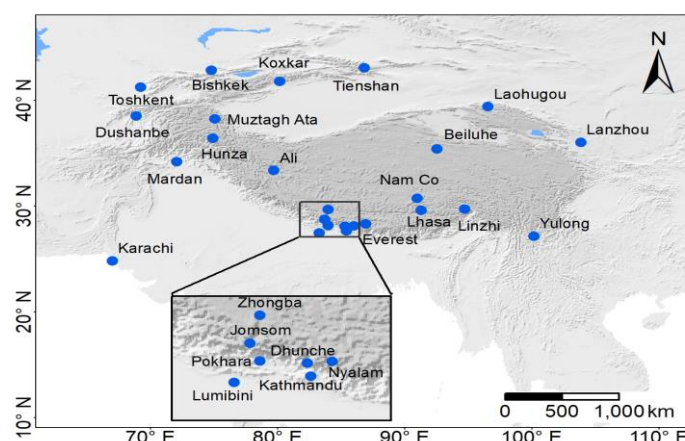 N
Koxkar
Bishkek
Tienshan
Toshkent
Laohugou
Dushanbe
Muztagh Ata
Lanzhou
Beiluhe
Hunza
Ali
Mardan
Nam Co
Lhasa
Linzhi
Yulong
Everest
Karachi
Zhongba
Jomsom
Dhunche
Pokhara
Nyalam
Kathmandu
Lumibini
40° N
30° N
20° N
10° N
0 500 1,000 km
70° E 80° E 90° E 100° E 110° E